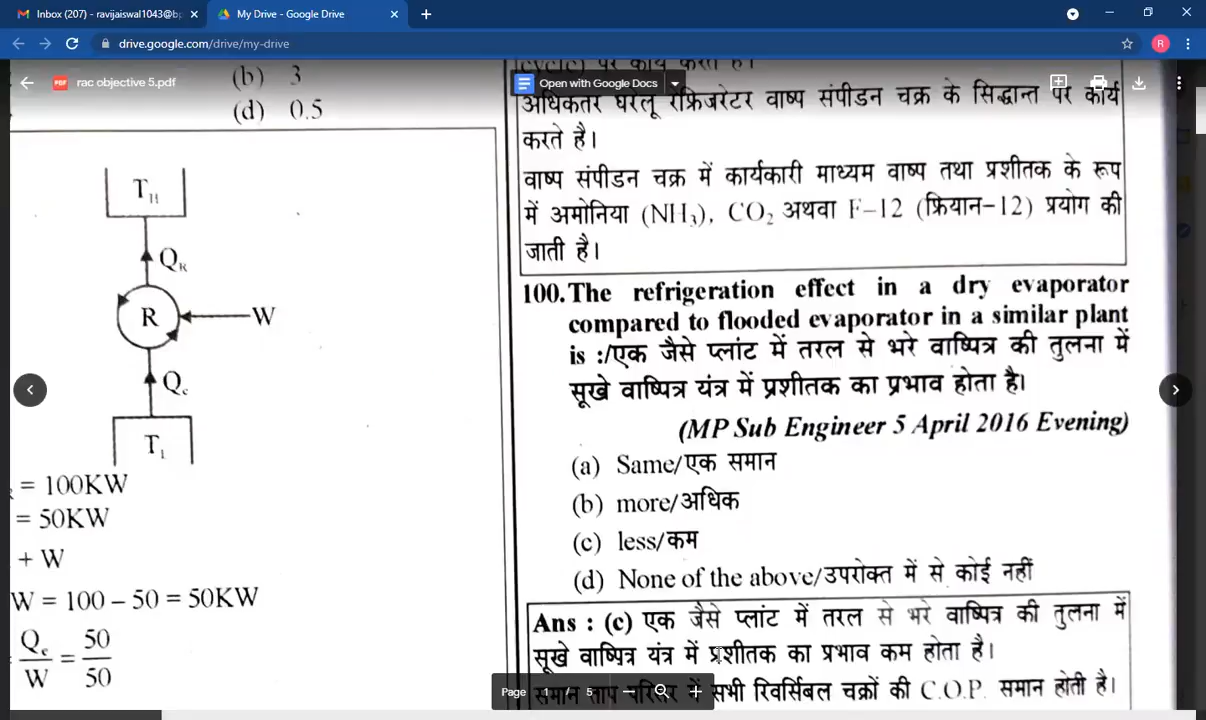 Inbox (207) - ravijaiswal1043@
My Drive - Google Drive
drive.google.com/drive/my-drive
R
rac objective 5.pdf
Open with Google Docs
(b) 3
(d) 0.5
T_H
Q_R
R
W
Q_e
T_L
= 100KW
= 50KW
+ W
W = 100 – 50 = 50KW
Q_e/W = 50/50
पर कार्य करते है।
अधिकतर घरेलू रेफ्रिजरेटर वाष्प संपीडन चक्र के सिद्धान्त पर कार्य
करते है।
वाष्प संपीडन चक्र में कार्यकारी माध्यम वाष्प तथा प्रशीतक के रूप
में अमोनिया (NH₃), CO₂ अथवा F–12 (फ्रियान-12) प्रयोग की
जाती है।
100. The refrigeration effect in a dry evaporator
compared to flooded evaporator in a similar plant
is :/एक जैसे प्लांट में तरल से भरे वाष्पित्र की तुलना में
सूखे वाष्पित्र यंत्र में प्रशीतक का प्रभाव होता है।
(MP Sub Engineer 5 April 2016 Evening)
(a) Same/एक समान
(b) more/अधिक
(c) less/कम
(d) None of the above/उपरोक्त में से कोई नहीं
Ans : (c) एक जैसे प्लांट में तरल से भरे वाष्पित्र की तुलना में
सूखे वाष्पित्र यंत्र में प्रशीतक का प्रभाव कम होता है।
समान ताप परिसर में सभी रिवर्सिबल चक्रों की C.O.P. समान होती है।
Page 1 / 5